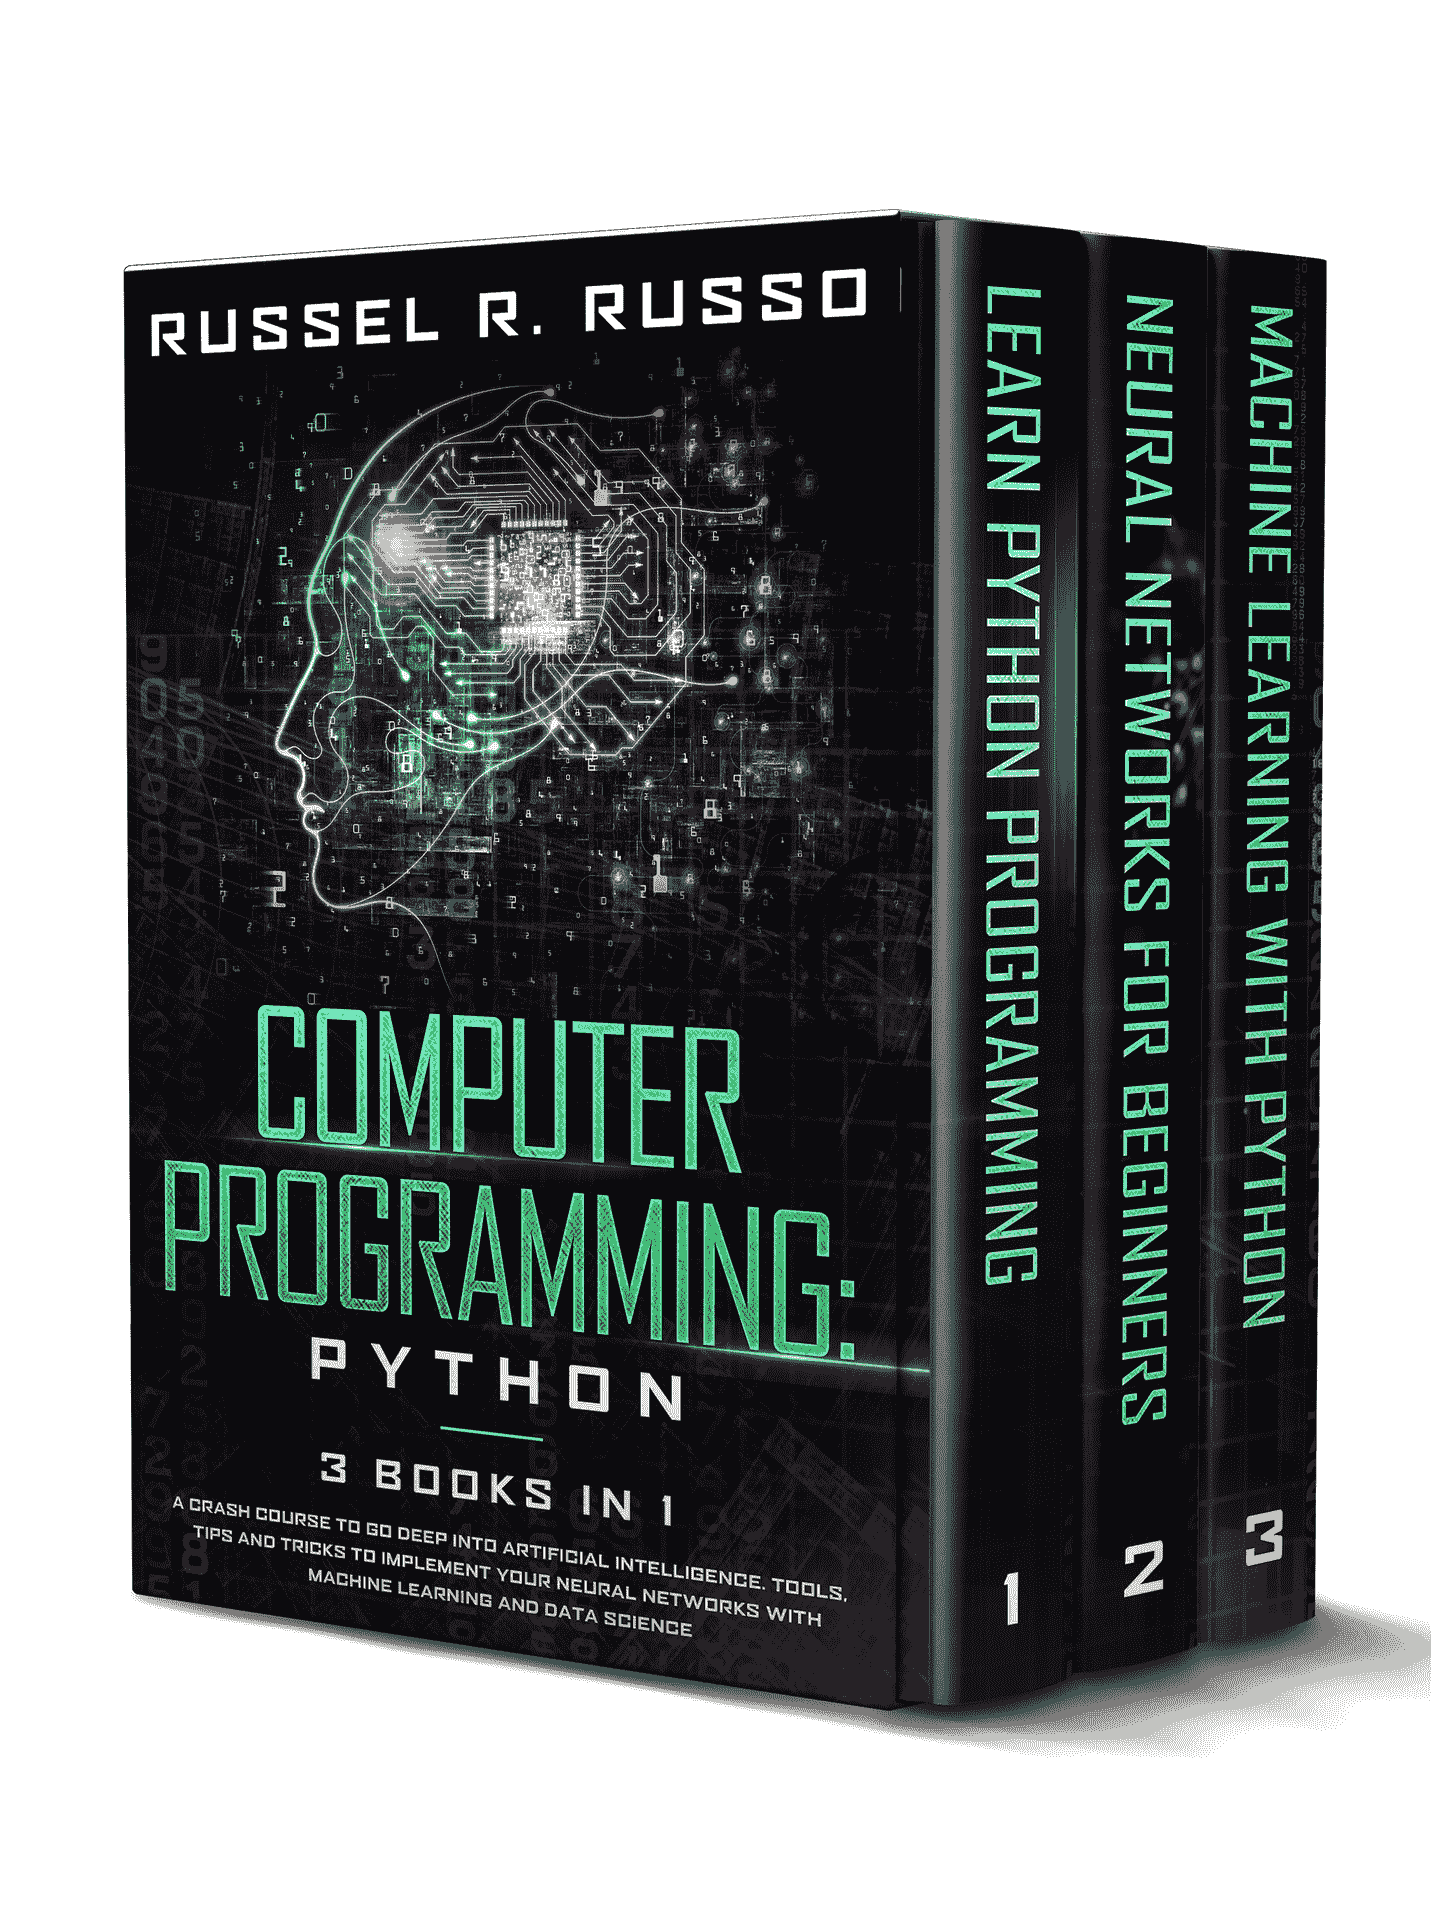 RUSSEL R. RUSSO
COMPUTER
PROGRAMMING:
PYTHON
3 BOOKS IN 1
A CRASH COURSE TO GO DEEP INTO ARTIFICIAL INTELLIGENCE. TOOLS,
TIPS AND TRICKS TO IMPLEMENT YOUR NEURAL NETWORKS WITH
MACHINE LEARNING AND DATA SCIENCE
LEARN PYTHON PROGRAMMING
1
NEURAL NETWORKS FOR BEGINNERS
2
MACHINE LEARNING WITH PYTHON
3